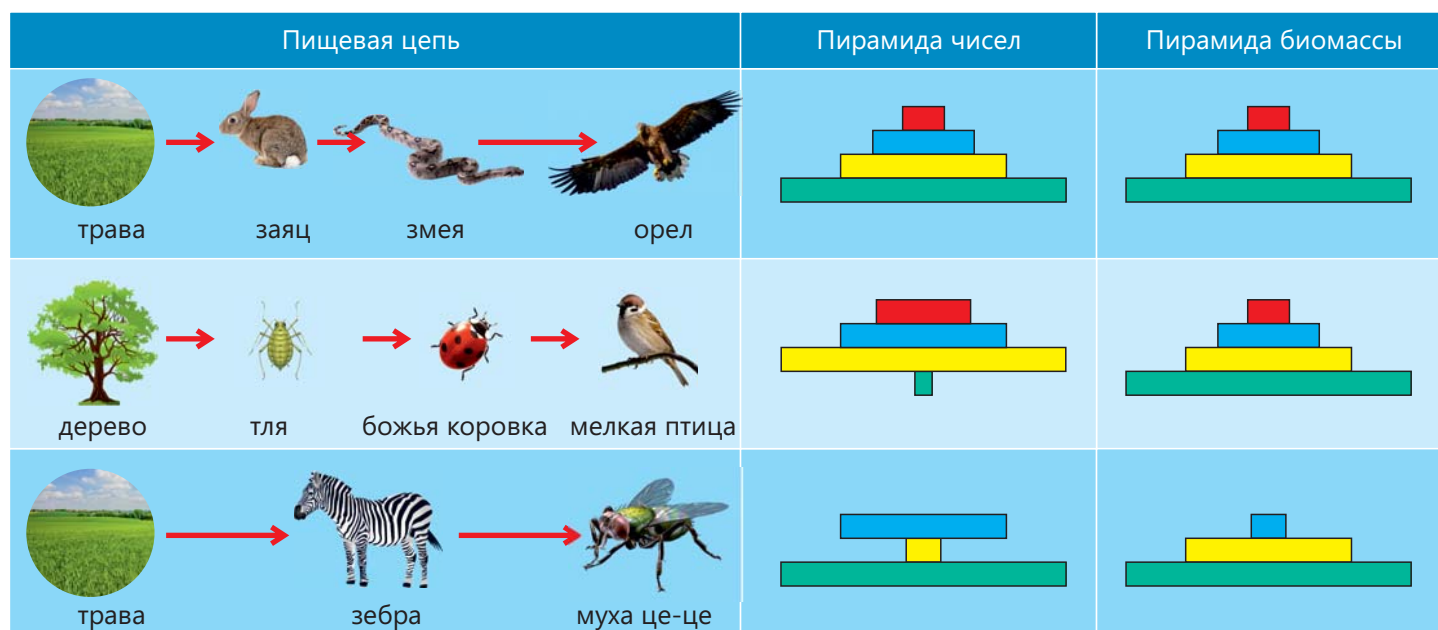 Пищевая цепь
Пирамида чисел
Пирамида биомассы
трава
заяц
змея
орел
дерево
тля
божья коровка
мелкая птица
трава
зебра
муха це-це